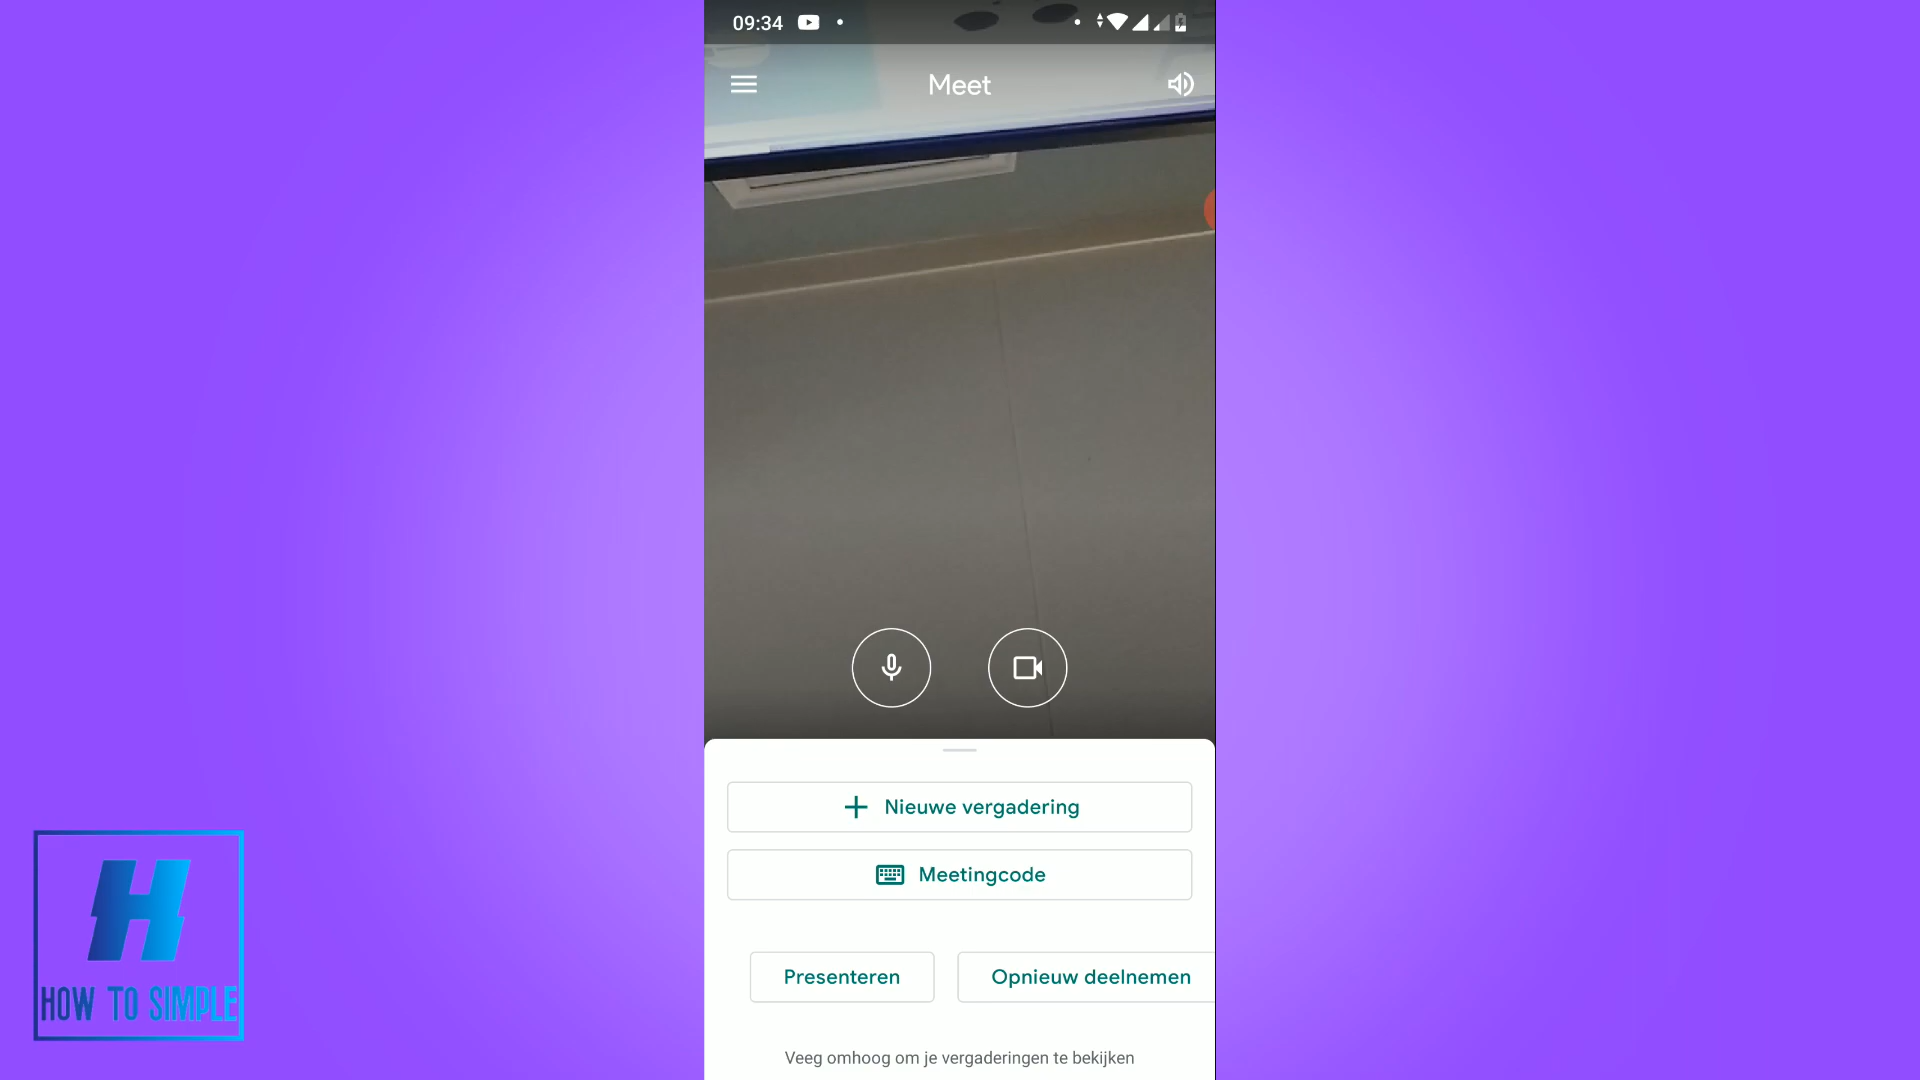 09:34
Meet
Nieuwe vergadering
Meetingcode
Presenteren
Opnieuw deelnemen
Veeg omhoog om je vergaderingen te bekijken
H
HOW TO SIMPLE